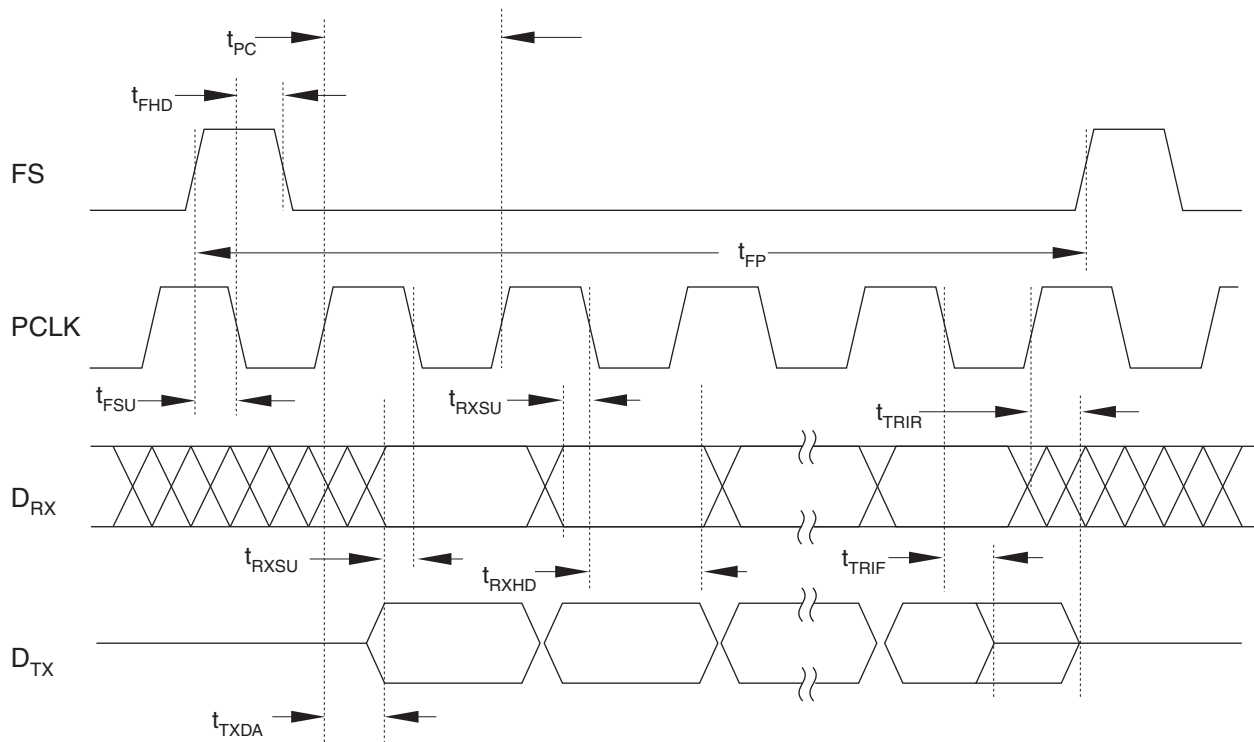 tPC
tFHD
FS
tFP
PCLK
tFSU
tRXSU
tTRIR
DRX
tRXSU
tRXHD
tTRIF
DTX
tTXDA